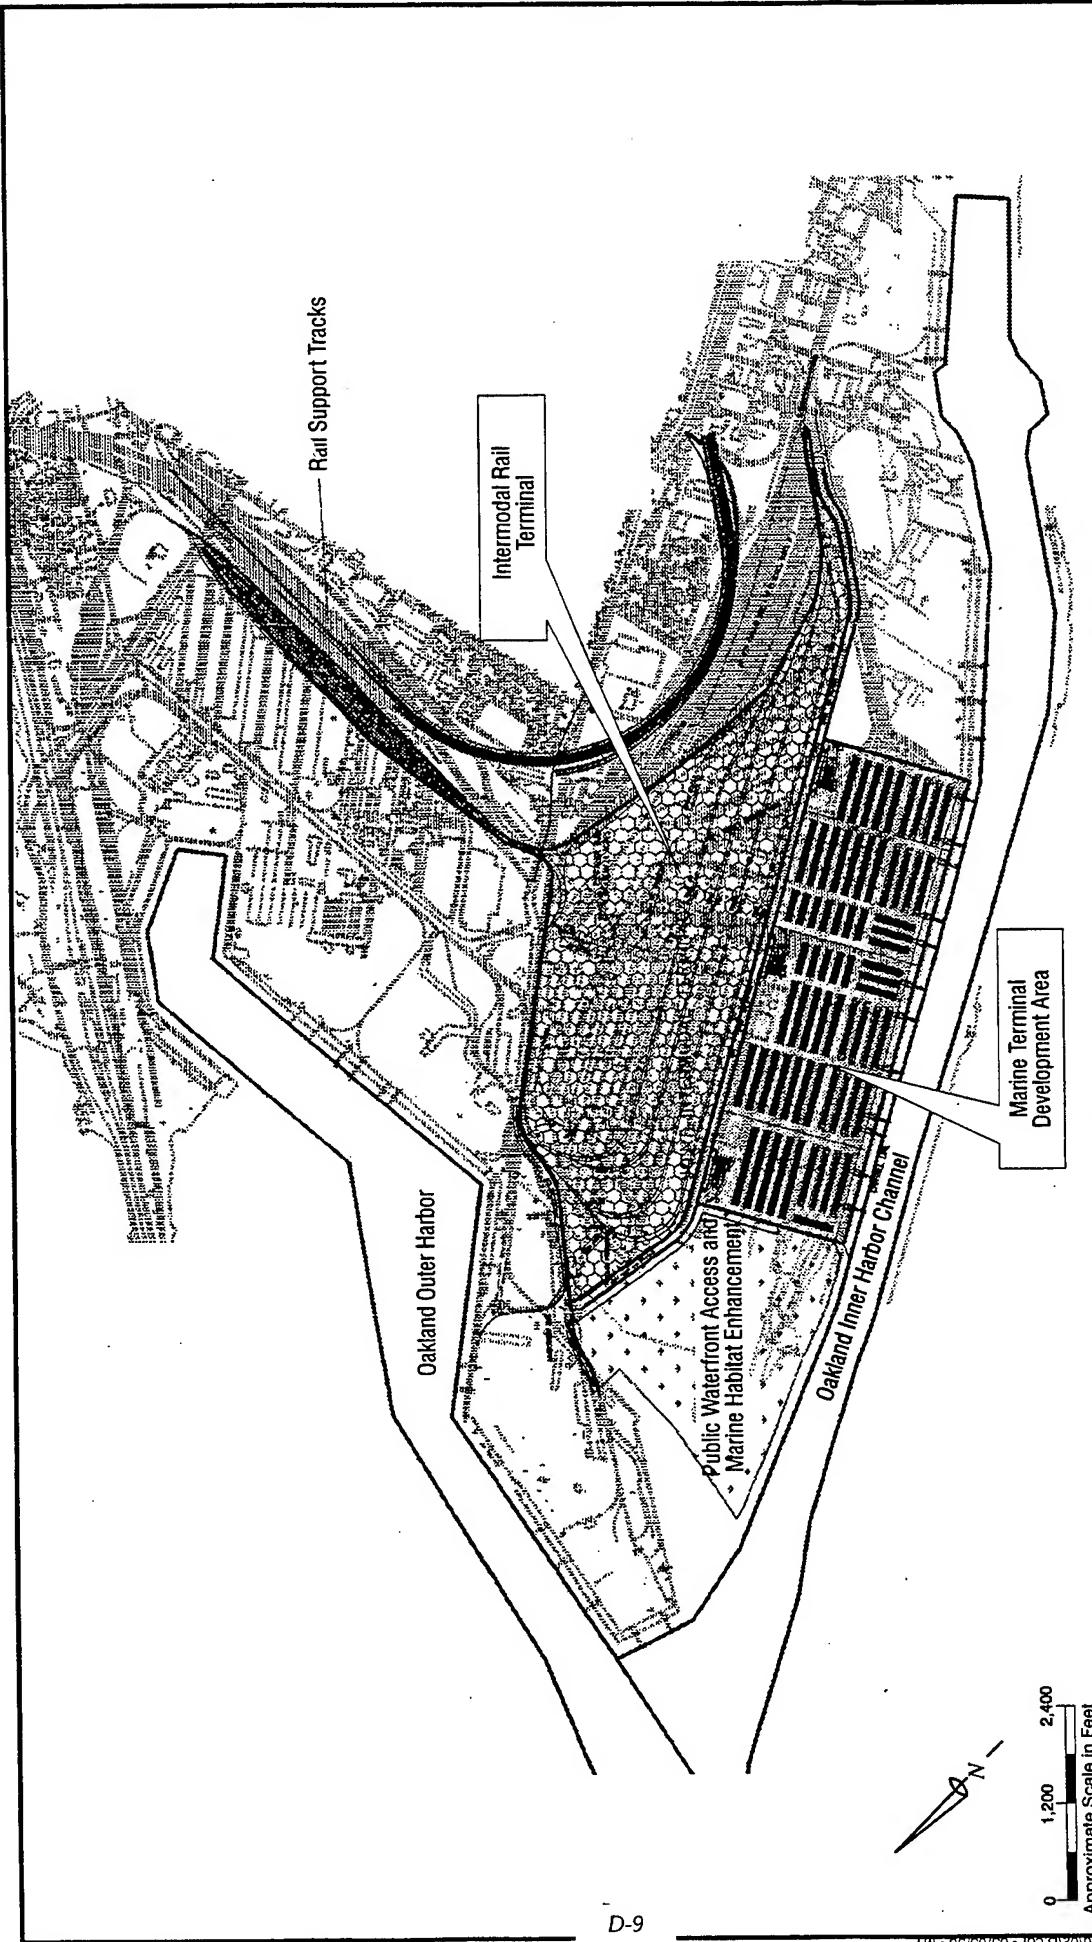 Rail Support Tracks
Intermodal Rail
Terminal
Oakland Outer Harbor
Public Waterfront Access and
Marine Habitat Enhancement
Marine Terminal
Development Area
Oakland Inner Harbor Channel
N
0 1,200 2,400
Approximate Scale in Feet
D-9